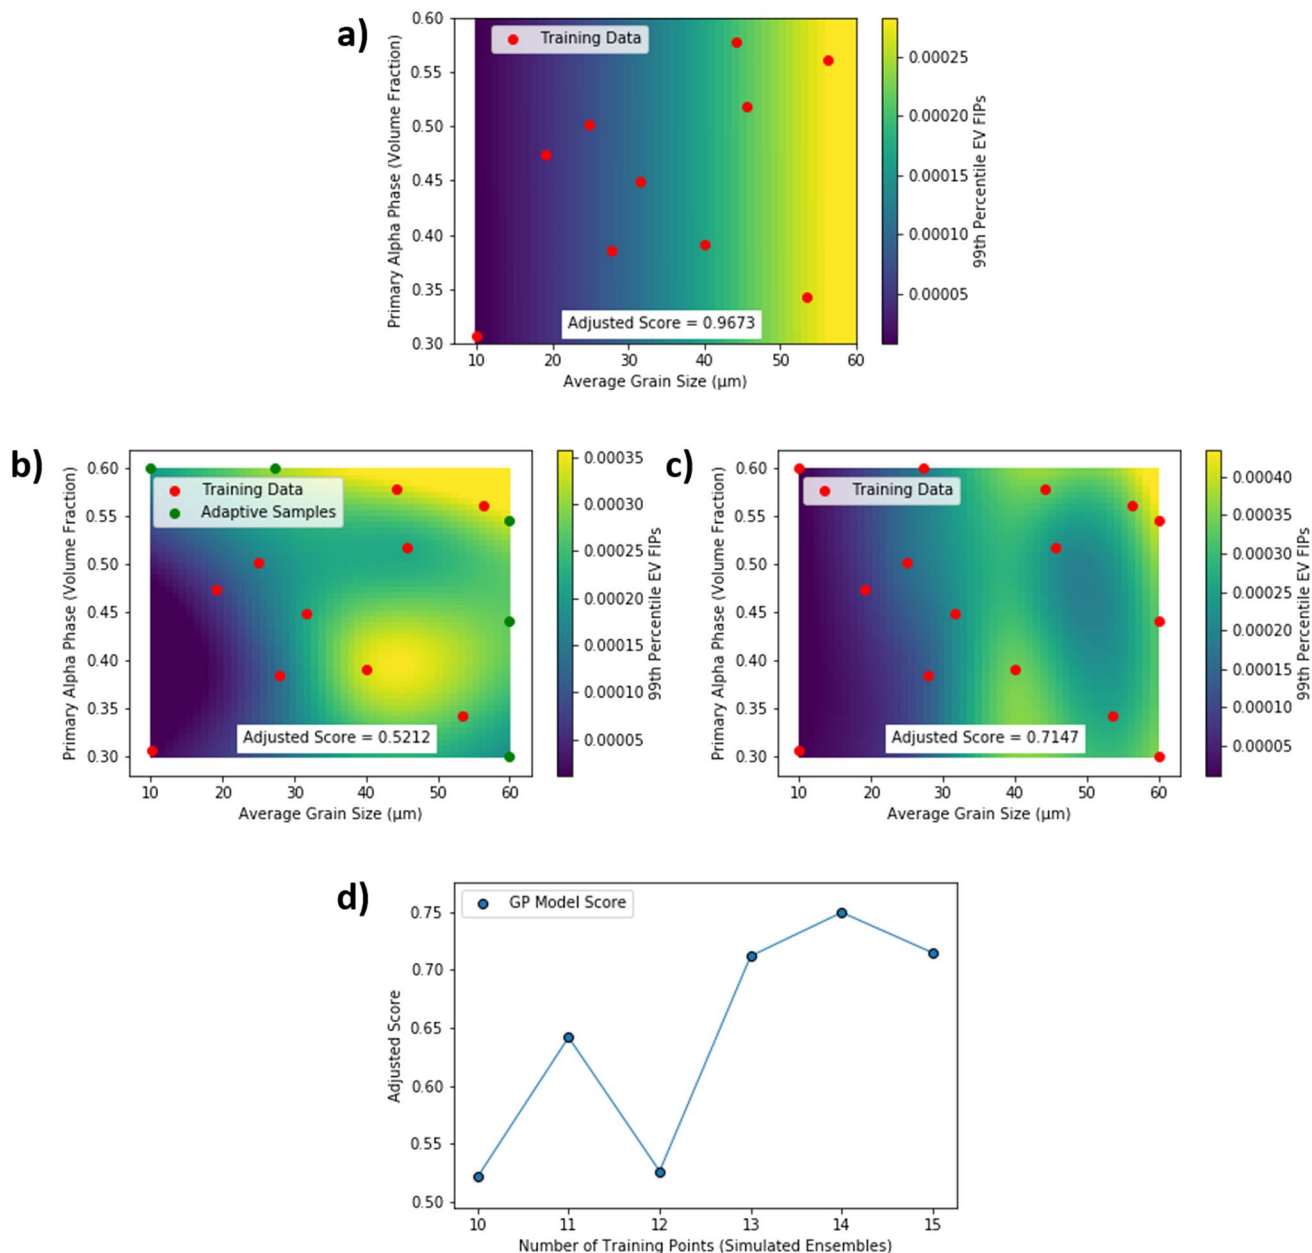 a)
Training Data
Primary Alpha Phase (Volume Fraction)
0.60
0.55
0.50
0.45
0.40
0.35
0.30
Adjusted Score = 0.9673
10 20 30 40 50 60
Average Grain Size (μm)
0.00025
0.00020
0.00015
0.00010
0.00005
99th Percentile EV FIPs
b)
Training Data
Adaptive Samples
Primary Alpha Phase (Volume Fraction)
0.60
0.55
0.50
0.45
0.40
0.35
0.30
Adjusted Score = 0.5212
10 20 30 40 50 60
Average Grain Size (μm)
0.00035
0.00030
0.00025
0.00020
0.00015
0.00010
0.00005
99th Percentile EV FIPs
c)
Training Data
Primary Alpha Phase (Volume Fraction)
0.60
0.55
0.50
0.45
0.40
0.35
0.30
Adjusted Score = 0.7147
10 20 30 40 50 60
Average Grain Size (μm)
0.00040
0.00035
0.00030
0.00025
0.00020
0.00015
0.00010
0.00005
99th Percentile EV FIPs
d)
GP Model Score
Adjusted Score
0.75
0.70
0.65
0.60
0.55
0.50
10 11 12 13 14 15
Number of Training Points (Simulated Ensembles)